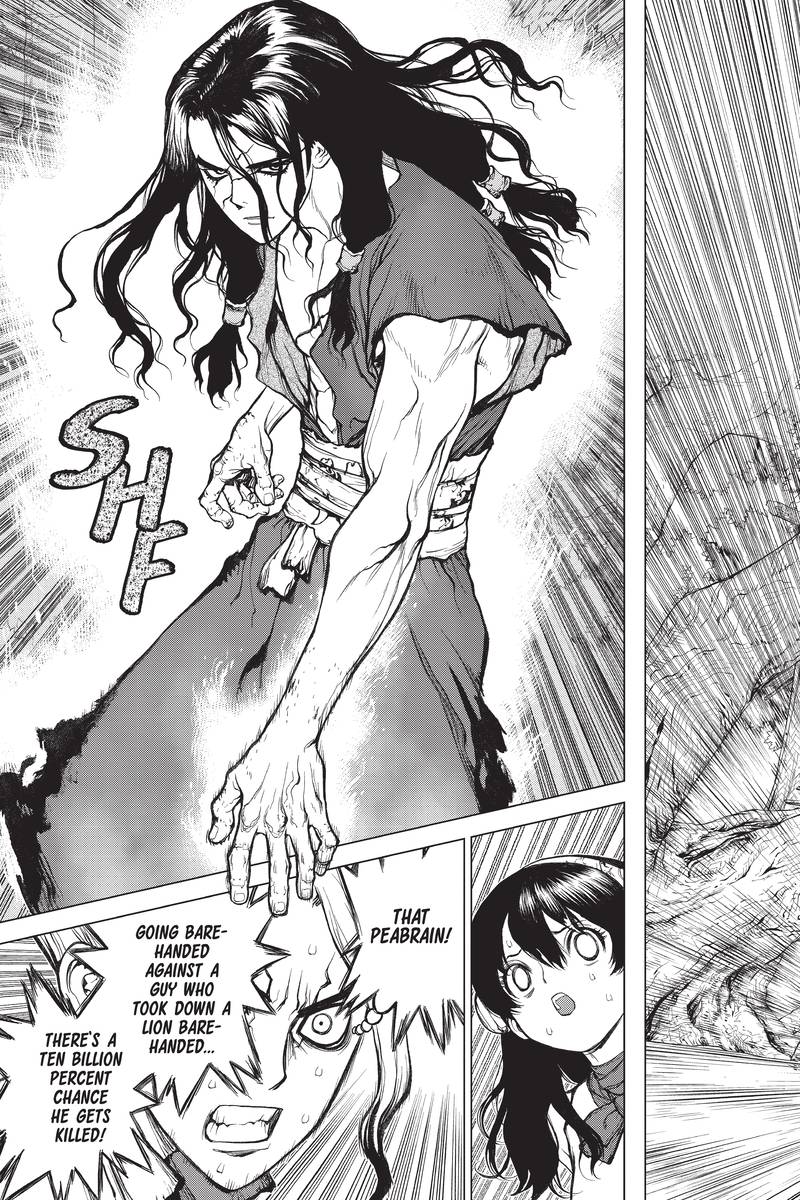 SHF
THAT
PEABRAIN!
GOING BARE-
HANDED
AGAINST A
GUY WHO
TOOK DOWN A
LION BARE-
HANDED...
THERE'S A
TEN BILLION
PERCENT
CHANCE
HE GETS
KILLED!